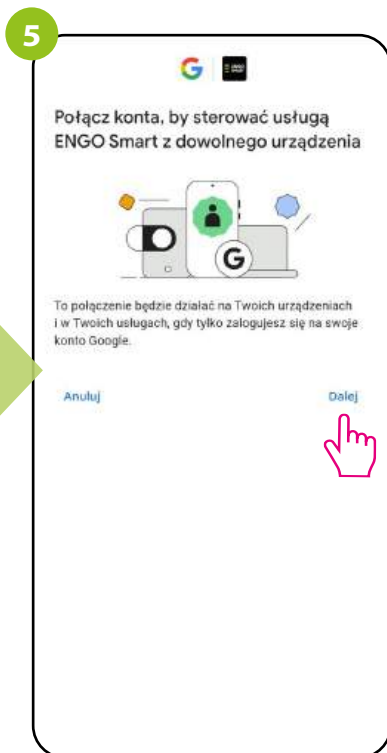 5
G
Połącz konta, by sterować usługą
ENGO Smart z dowolnego urządzenia
G
To połączenie będzie działać na Twoich urządzeniach
i w Twoich usługach, gdy tylko zalogujesz się na swoje
konto Google.
Anuluj Dalej